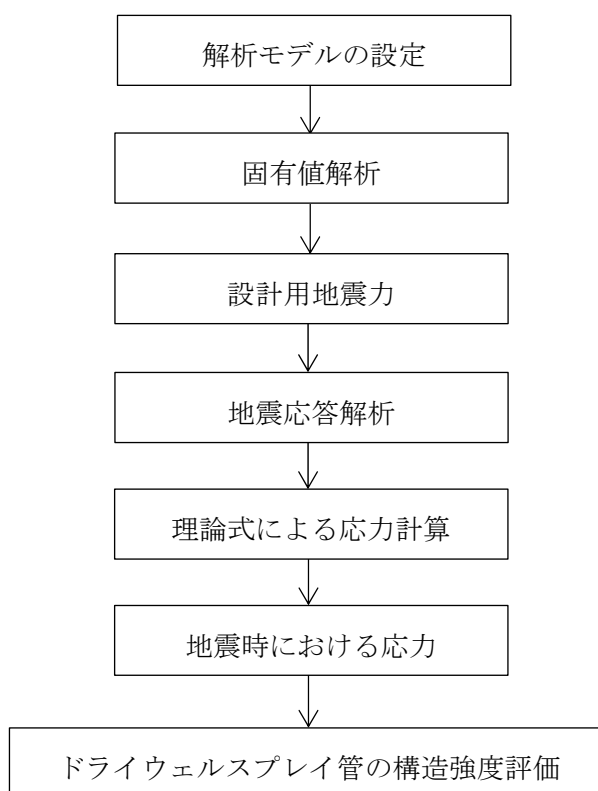 解析モデルの設定
固有値解析
設計用地震力
地震応答解析
理論式による応力計算
地震時における応力
ドライウェルスプレイ管の構造強度評価